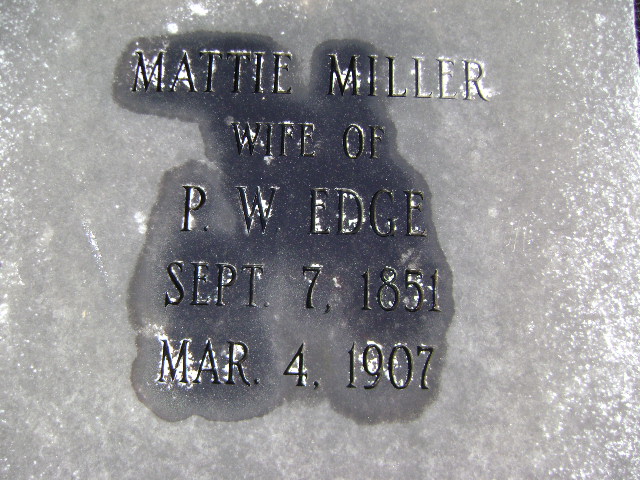 MATTIE MILLER
WIFE OF
P. W EDGE
SEPT. 7, 1851
MAR. 4, 1907